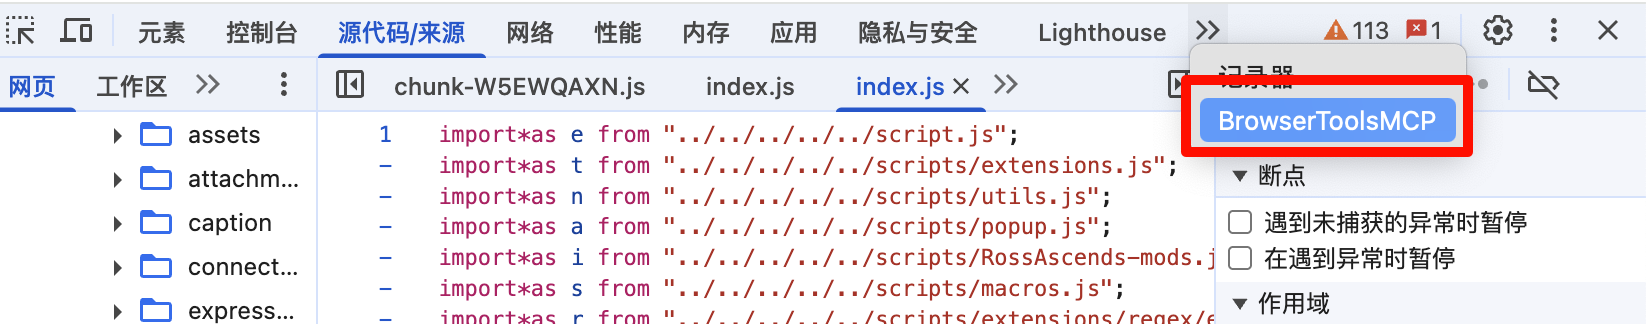 元素 控制台 源代码/来源 网络 性能 内存 应用 隐私与安全 Lighthouse 113 1
记录器
网页 工作区 chunk-W5EWQAXN.js index.js index.js
BrowserToolsMCP
assets
attachm...
caption
connect...
express...
1 import*as e from "../../../../../script.js";
- import*as t from "../../../../../scripts/extensions.js";
- import*as n from "../../../../../scripts/utils.js";
- import*as a from "../../../../../scripts/popup.js";
- import*as i from "../../../../../scripts/RossAscends-mods.j
- import*as s from "../../../../../scripts/macros.js";
- import*as r from "../../../../../scripts/extensions/regex/e
断点
遇到未捕获的异常时暂停
在遇到异常时暂停
作用域